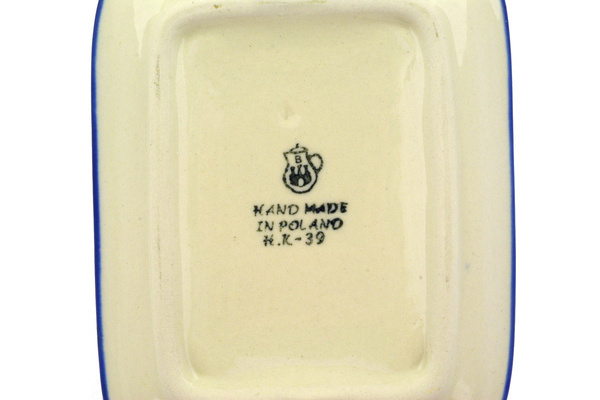 B
HAND MADE
IN POLAND
H.K-39